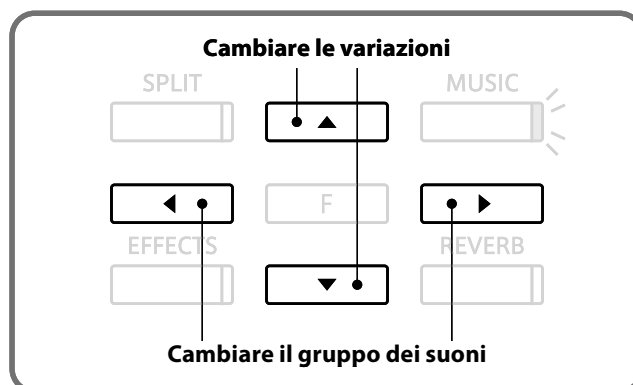 Cambiare le variazioni
SPLIT
MUSIC
F
EFFECTS
REVERB
Cambiare il gruppo dei suoni